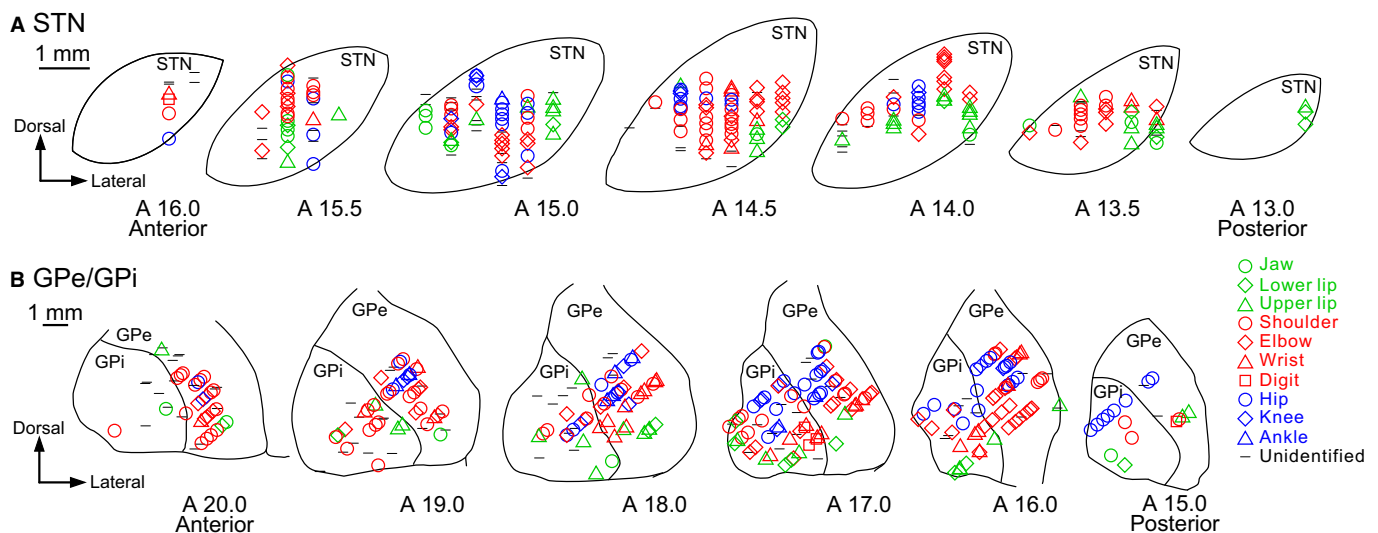 A STN
1 mm
STN
STN
STN
STN
STN
STN
STN
Dorsal
Lateral
A 16.0
Anterior
A 15.5
A 15.0
A 14.5
A 14.0
A 13.5
A 13.0
Posterior
B GPe/GPi
1 mm
GPe
GPi
GPe
GPi
GPe
GPi
GPe
GPi
GPe
GPi
GPe
GPi
Dorsal
Lateral
A 20.0
Anterior
A 19.0
A 18.0
A 17.0
A 16.0
A 15.0
Posterior
Jaw
Lower lip
Upper lip
Shoulder
Elbow
Wrist
Digit
Hip
Knee
Ankle
Unidentified